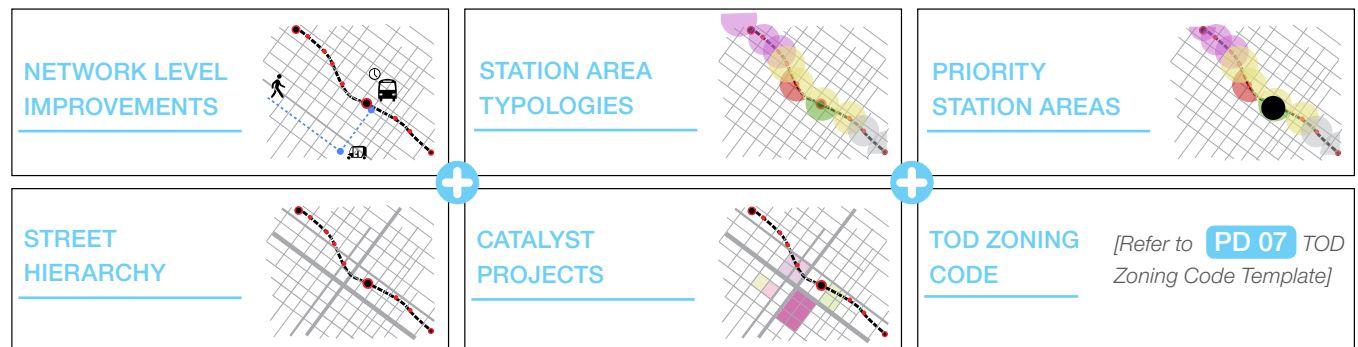 NETWORK LEVEL
IMPROVEMENTS
STATION AREA
TYPOLOGIES
PRIORITY
STATION AREAS
STREET
HIERARCHY
CATALYST
PROJECTS
TOD ZONING
CODE
[Refer to PD 07 TOD
Zoning Code Template]